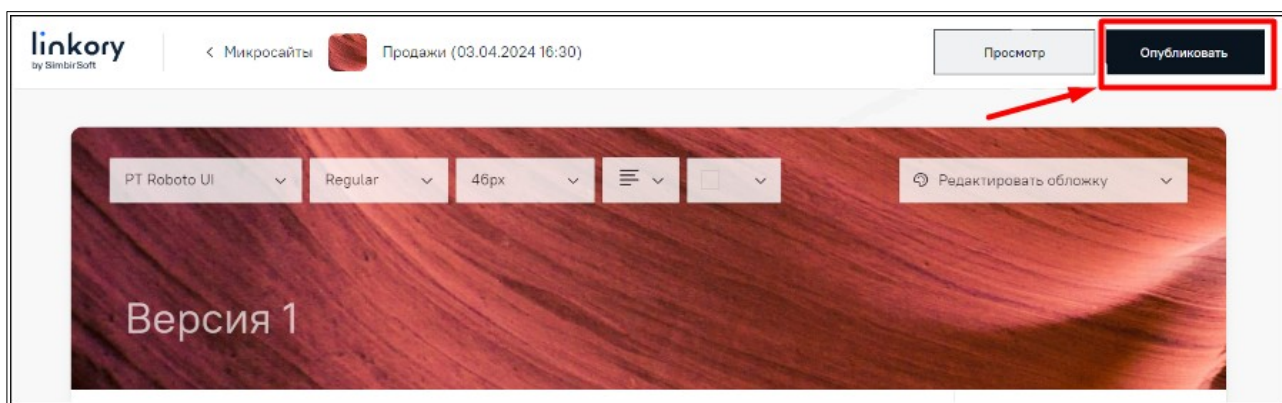 linkory
by SimbirSoft
Микросайты
Продажи (03.04.2024 16:30)
Просмотр
Опубликовать
PT Roboto UI
Regular
46px
Редактировать обложку
Версия 1